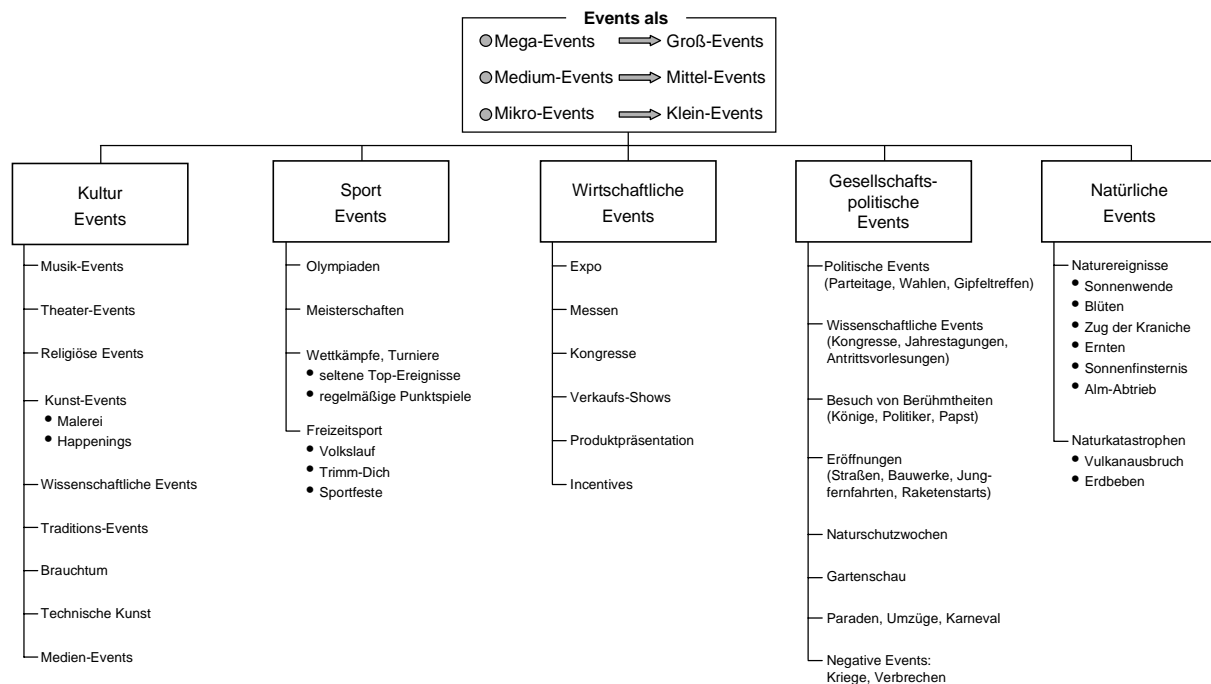 Events als
Mega-Events Groß-Events
Medium-Events Mittel-Events
Mikro-Events Klein-Events
Kultur
Events
Musik-Events
Theater-Events
Religiöse Events
Kunst-Events
Malerei
Happenings
Wissenschaftliche Events
Traditions-Events
Brauchtum
Technische Kunst
Medien-Events
Sport
Events
Olympiaden
Meisterschaften
Wettkämpfe, Turniere
seltene Top-Ereignisse
regelmäßige Punktspiele
Freizeitsport
Volkslauf
Trimm-Dich
Sportfeste
Wirtschaftliche
Events
Expo
Messen
Kongresse
Verkaufs-Shows
Produktpräsentation
Incentives
Gesellschafts-
politische
Events
Politische Events
(Parteitage, Wahlen, Gipfeltreffen)
Wissenschaftliche Events
(Kongresse, Jahrestagungen,
Antrittsvorlesungen)
Besuch von Berühmtheiten
(Könige, Politiker, Papst)
Eröffnungen
(Straßen, Bauwerke, Jung-
fernfahrten, Raketenstarts)
Naturschutzwochen
Gartenschau
Paraden, Umzüge, Karneval
Negative Events:
Kriege, Verbrechen
Natürliche
Events
Naturereignisse
Sonnenwende
Blüten
Zug der Kraniche
Ernten
Sonnenfinsternis
Alm-Abtrieb
Naturkatastrophen
Vulkanausbruch
Erdbeben